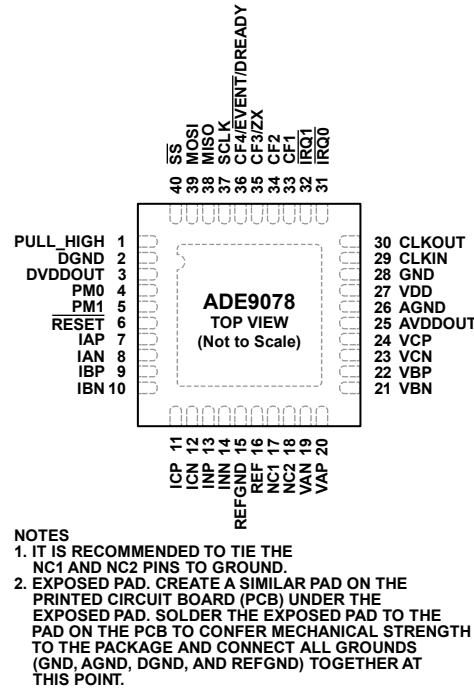 40 S̅S̅
39 MOSI
38 MISO
37 SCLK
36 CF4/E̅V̅E̅N̅T̅/DREADY
35 CF3/ZX
34 CF2
33 CF1
32 I̅R̅Q̅1̅
31 I̅R̅Q̅0̅
PULL_HIGH 1
DGND 2
DVDDOUT 3
PM0 4
PM1 5
R̅E̅S̅E̅T̅ 6
IAP 7
IAN 8
IBP 9
IBN 10
ADE9078
TOP VIEW
(Not to Scale)
30 CLKOUT
29 CLKIN
28 GND
27 VDD
26 AGND
25 AVDDOUT
24 VCP
23 VCN
22 VBP
21 VBN
ICP 11
ICN 12
INP 13
INN 14
REFGND 15
REF 16
NC1 17
NC2 18
VAN 19
VAP 20
NOTES
1. IT IS RECOMMENDED TO TIE THE
NC1 AND NC2 PINS TO GROUND.
2. EXPOSED PAD. CREATE A SIMILAR PAD ON THE
PRINTED CIRCUIT BOARD (PCB) UNDER THE
EXPOSED PAD. SOLDER THE EXPOSED PAD TO THE
PAD ON THE PCB TO CONFER MECHANICAL STRENGTH
TO THE PACKAGE AND CONNECT ALL GROUNDS
(GND, AGND, DGND, AND REFGND) TOGETHER AT
THIS POINT.